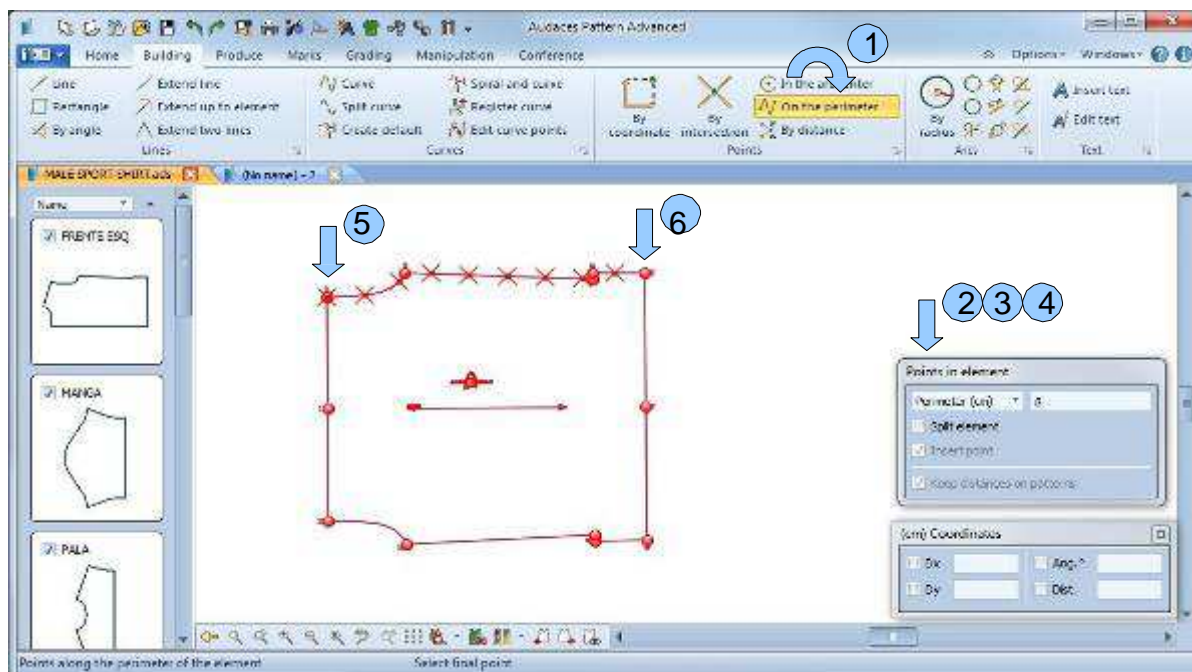 Audaces Pattern Advanced
1
Home Building Produce Marks Grading Manipulation Conference Options Windows
Line Extend line Curve Spiral and curve In the arc center Insert text
Rectangle Extend up to element Split curve Register curve On the perimeter Edit text
By angle Extend two lines Create default Edit curve points By distance
By coordinate By intersection By radius
Lines Curves Points Arcs Text
MALE SPORT SHIRT.ads (No name) - 2
Name
FRENTE ESQ
MANGA
PALA
5
6
2 3 4
Points in element
Perimeter (cm)
Split element
Insert point
Keep distances on patterns
(cm) Coordinates
Dx Ang.°
Dy Dist.
Points along the perimeter of the element Select final point